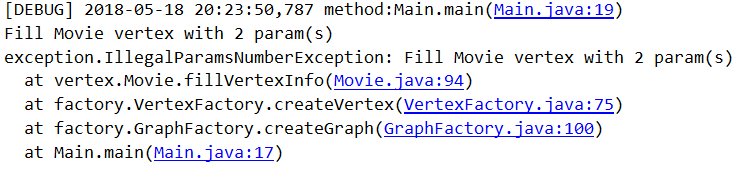 [DEBUG] 2018-05-18 20:23:50,787 method:Main.main(Main.java:19)
Fill Movie vertex with 2 param(s)
exception.IllegalParamsNumberException: Fill Movie vertex with 2 param(s)
  at vertex.Movie.fillVertexInfo(Movie.java:94)
  at factory.VertexFactory.createVertex(VertexFactory.java:75)
  at factory.GraphFactory.createGraph(GraphFactory.java:100)
  at Main.main(Main.java:17)